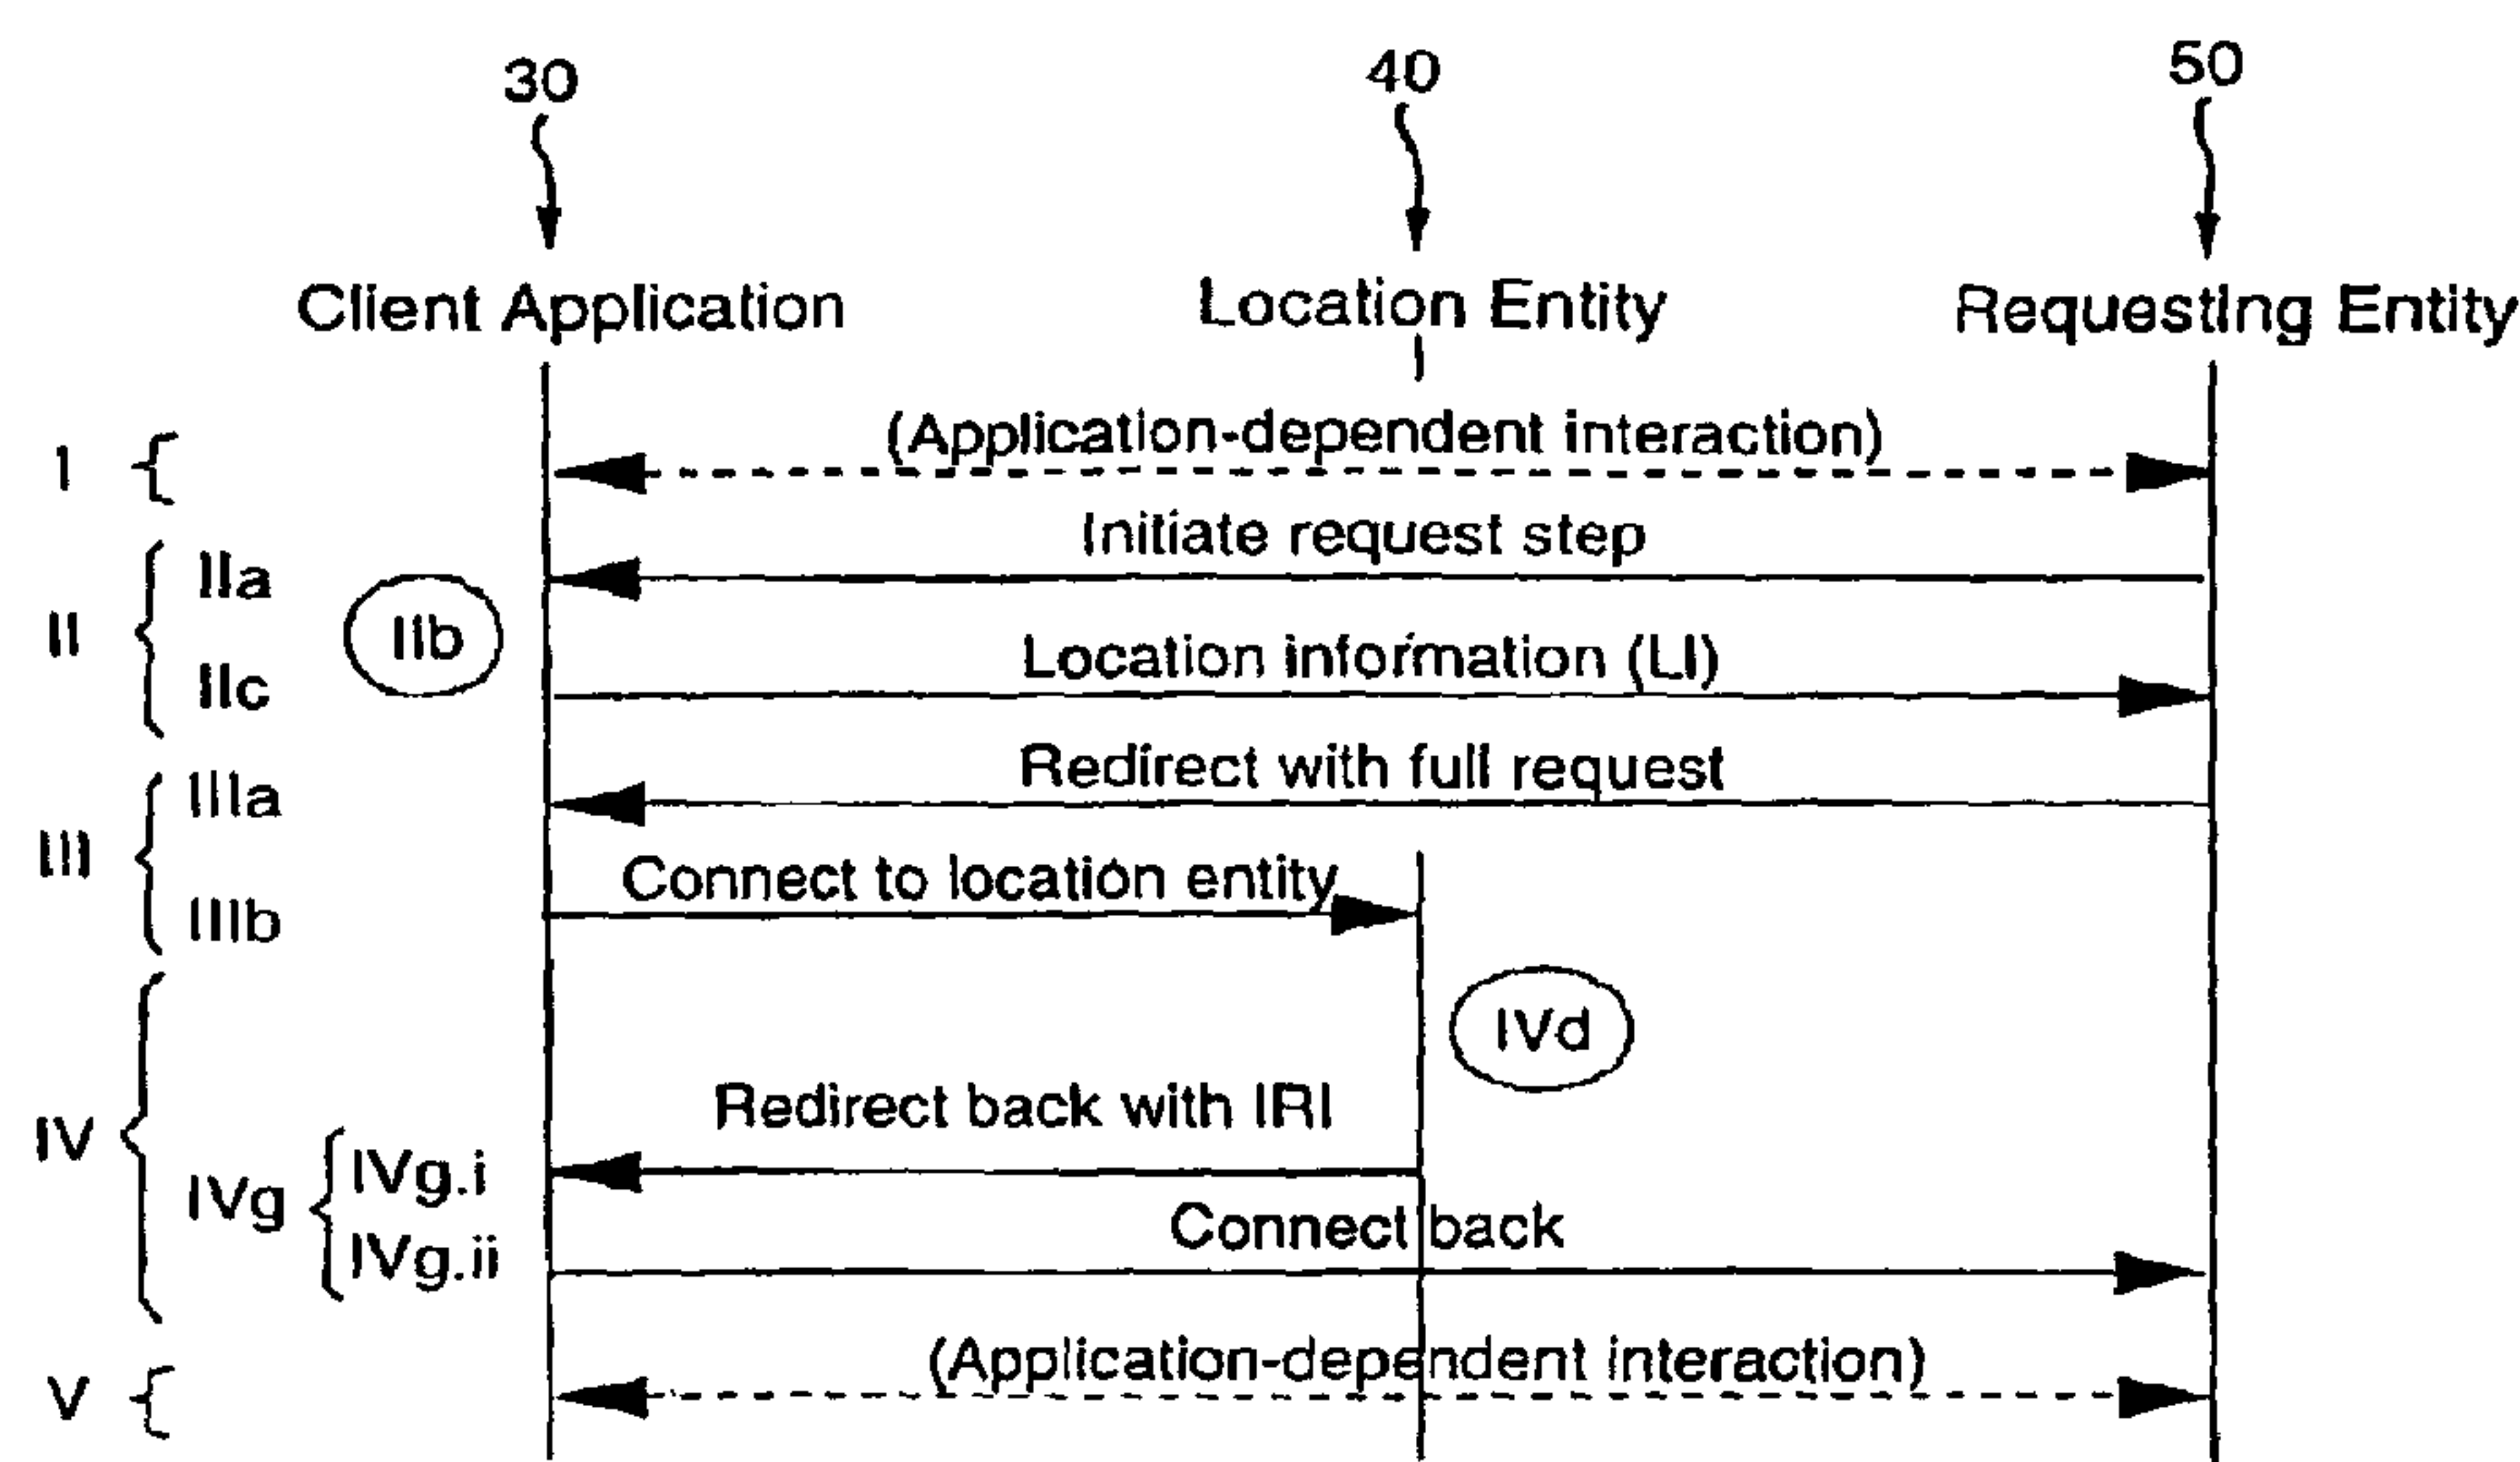 30 40 50
Client Application Location Entity Requesting Entity
I (Application-dependent interaction)
Initiate request step
IIa
II IIb
Location information (LI)
IIc
Redirect with full request
IIIa
III
Connect to location entity
IIIb
IVd
Redirect back with IRI
IV
IVg IVg.i
Connect back
IVg.ii
(Application-dependent interaction)
V